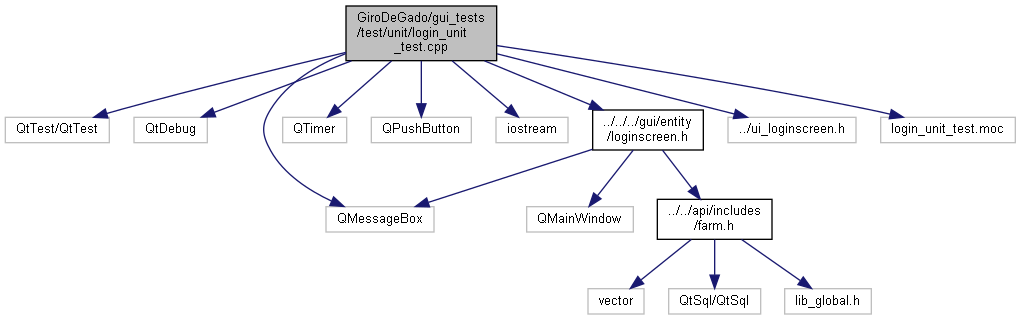 GiroDeGado/gui_tests
/test/unit/login_unit
_test.cpp
QtTest/QtTest
QtDebug
QTimer
QPushButton
iostream
../../../gui/entity
/loginscreen.h
../ui_loginscreen.h
login_unit_test.moc
QMessageBox
QMainWindow
../../api/includes
/farm.h
vector
QtSql/QtSql
lib_global.h